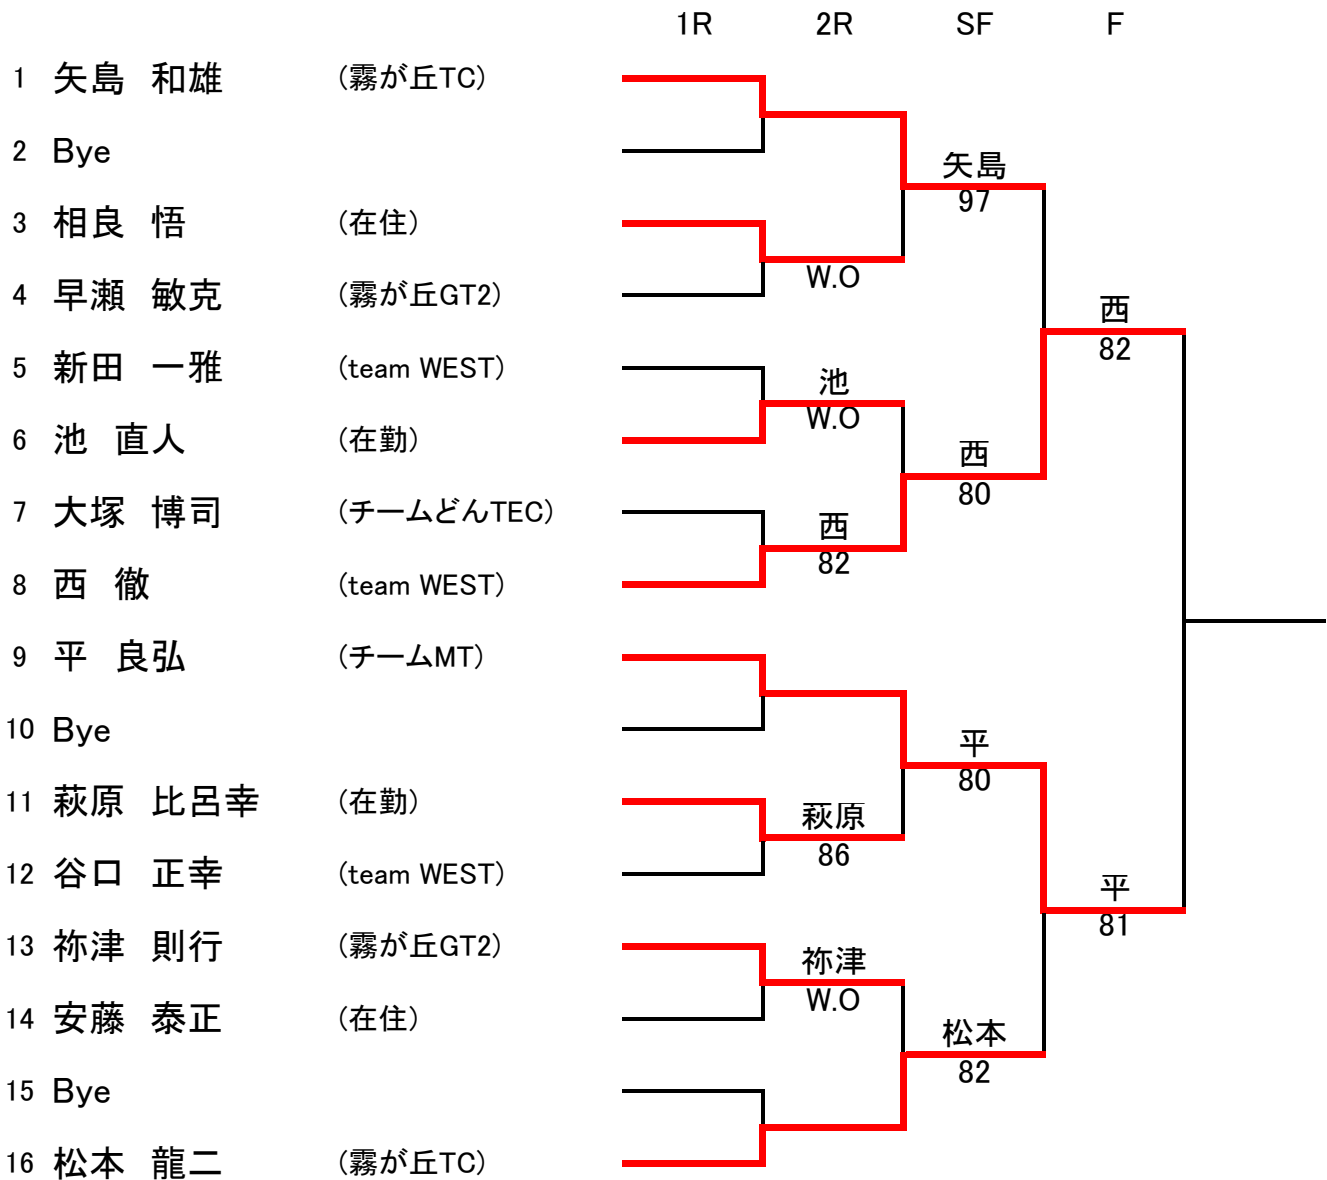 1R 2R SF F
1 矢島 和雄 (霧が丘TC)
2 Bye
矢島
97
3 相良 悟 (在住)
W.O
4 早瀬 敏克 (霧が丘GT2)
西
82
5 新田 一雅 (team WEST)
池
W.O
6 池 直人 (在勤)
西
80
7 大塚 博司 (チームどんTEC)
西
82
8 西 徹 (team WEST)
9 平 良弘 (チームMT)
10 Bye
平
80
11 萩原 比呂幸 (在勤)
萩原
86
12 谷口 正幸 (team WEST)
平
81
13 祢津 則行 (霧が丘GT2)
祢津
W.O
14 安藤 泰正 (在住)
松本
82
15 Bye
16 松本 龍二 (霧が丘TC)